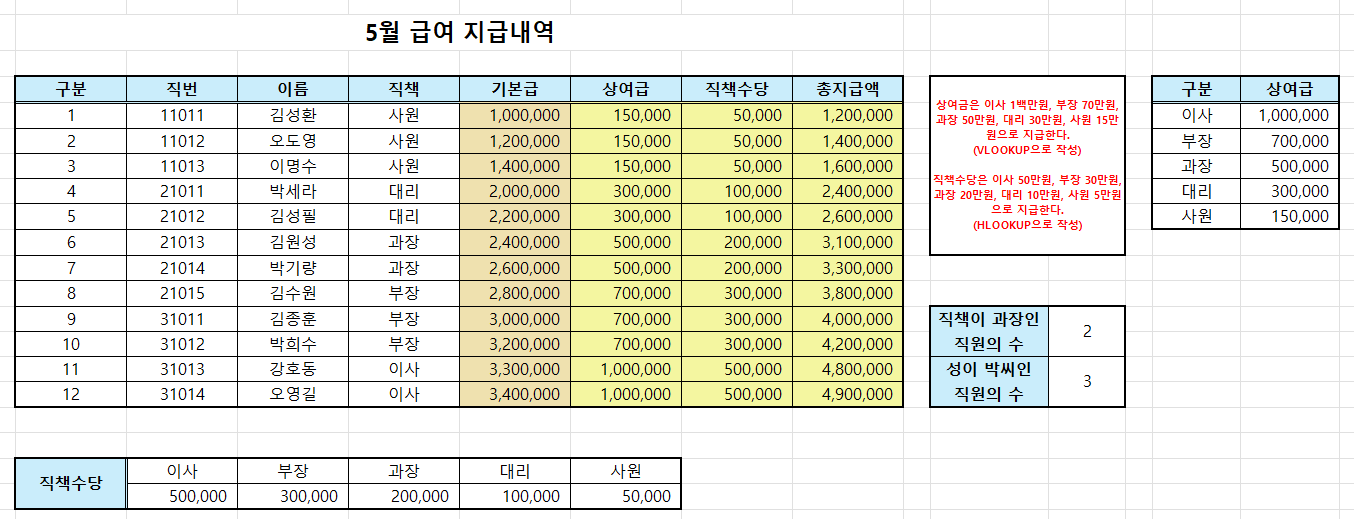 5월 급여 지급내역
구분 직번 이름 직책 기본급 상여급 직책수당 총지급액
1 11011 김성환 사원 1,000,000 150,000 50,000 1,200,000
2 11012 오도영 사원 1,200,000 150,000 50,000 1,400,000
3 11013 이명수 사원 1,400,000 150,000 50,000 1,600,000
4 21011 박세라 대리 2,000,000 300,000 100,000 2,400,000
5 21012 김성필 대리 2,200,000 300,000 100,000 2,600,000
6 21013 김원성 과장 2,400,000 500,000 200,000 3,100,000
7 21014 박기량 과장 2,600,000 500,000 200,000 3,300,000
8 21015 김수원 부장 2,800,000 700,000 300,000 3,800,000
9 31011 김종훈 부장 3,000,000 700,000 300,000 4,000,000
10 31012 박희수 부장 3,200,000 700,000 300,000 4,200,000
11 31013 강호동 이사 3,300,000 1,000,000 500,000 4,800,000
12 31014 오영길 이사 3,400,000 1,000,000 500,000 4,900,000
상여금은 이사 1백만원, 부장 70만원,
과장 50만원, 대리 30만원, 사원 15만
원으로 지급한다.
(VLOOKUP으로 작성)
직책수당은 이사 50만원, 부장 30만원,
과장 20만원, 대리 10만원, 사원 5만원
으로 지급한다.
(HLOOKUP으로 작성)
구분 상여급
이사 1,000,000
부장 700,000
과장 500,000
대리 300,000
사원 150,000
직책이 과장인
직원의 수
2
성이 박씨인
직원의 수
3
직책수당
이사 부장 과장 대리 사원
500,000 300,000 200,000 100,000 50,000